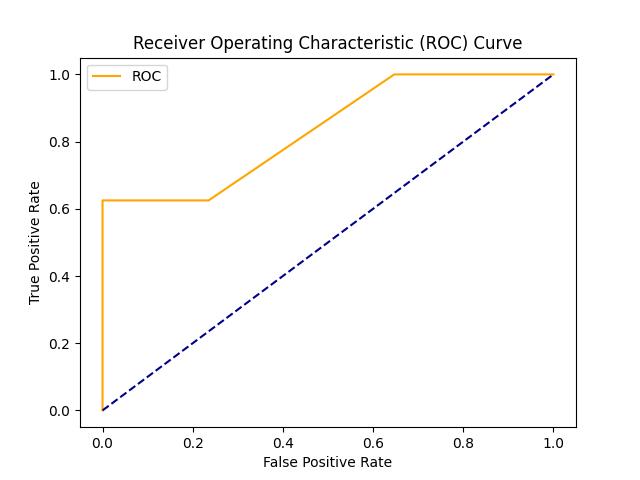 Receiver Operating Characteristic (ROC) Curve
ROC
True Positive Rate
1.0
0.8
0.6
0.4
0.2
0.0
0.0 0.2 0.4 0.6 0.8 1.0
False Positive Rate